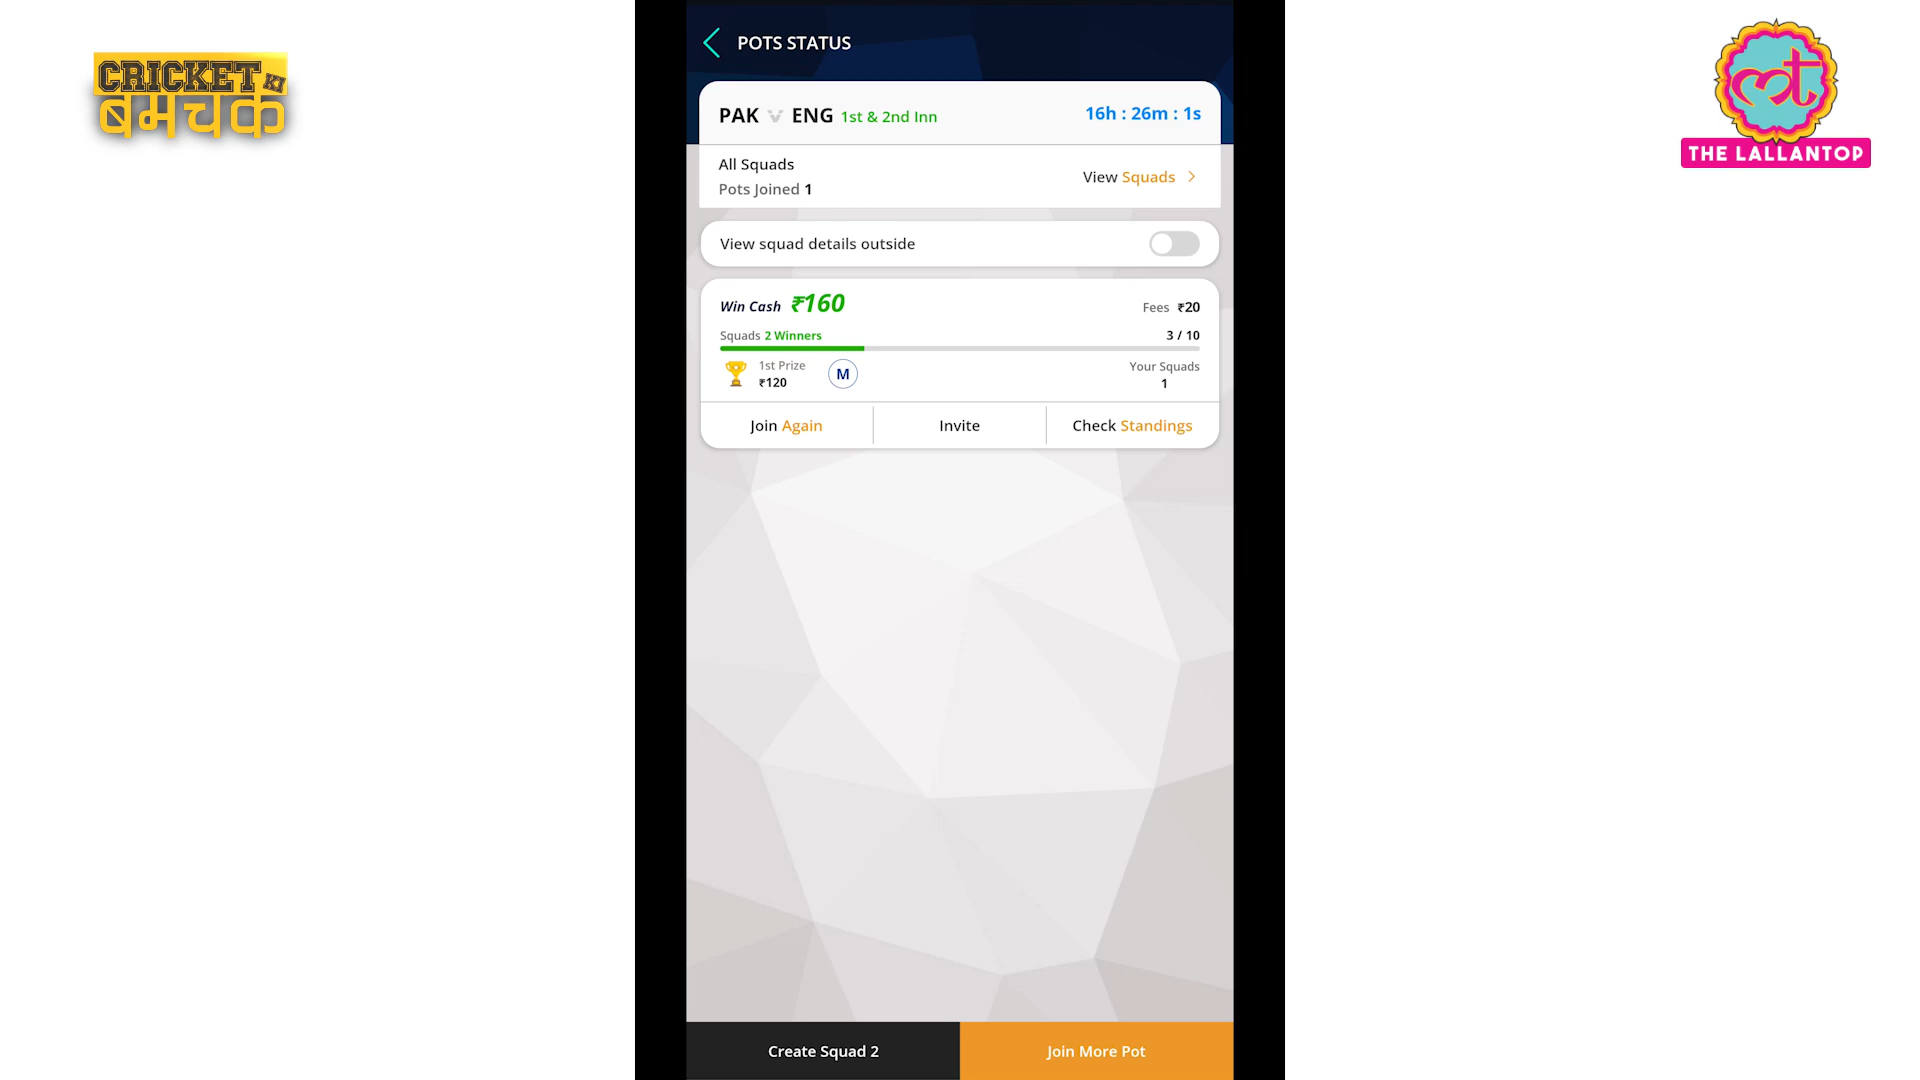 CRICKET KI
बमचक
लt
THE LALLANTOP
POTS STATUS
PAK V ENG 1st & 2nd Inn
16h : 26m : 1s
All Squads
Pots Joined 1
View Squads >
View squad details outside
Win Cash ₹160
Fees ₹20
Squads 2 Winners
3 / 10
1st Prize
₹120
M
Your Squads
1
Join Again
Invite
Check Standings
Create Squad 2
Join More Pot